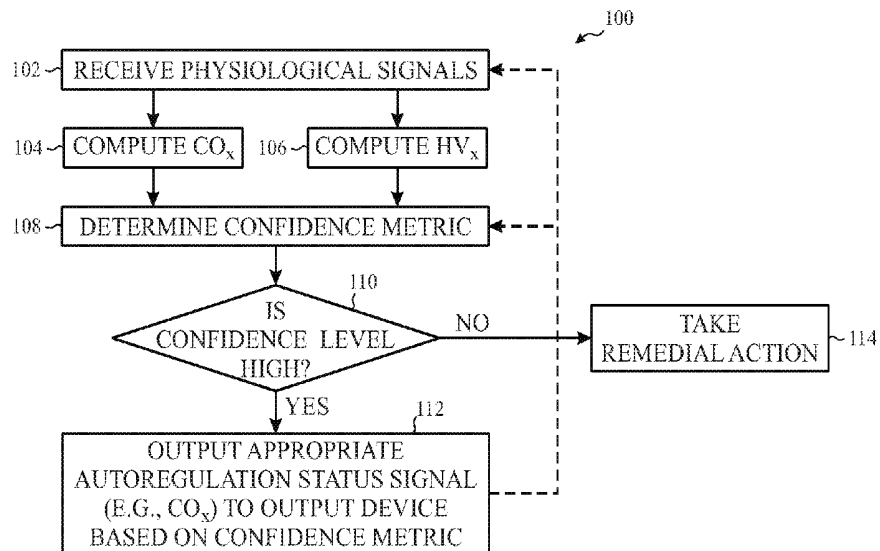 100
102 RECEIVE PHYSIOLOGICAL SIGNALS
104 COMPUTE COₓ 106 COMPUTE HVₓ
108 DETERMINE CONFIDENCE METRIC
110
IS
CONFIDENCE LEVEL
HIGH?
NO
TAKE
REMEDIAL ACTION
114
YES
112
OUTPUT APPROPRIATE
AUTOREGULATION STATUS SIGNAL
(E.G., COₓ) TO OUTPUT DEVICE
BASED ON CONFIDENCE METRIC